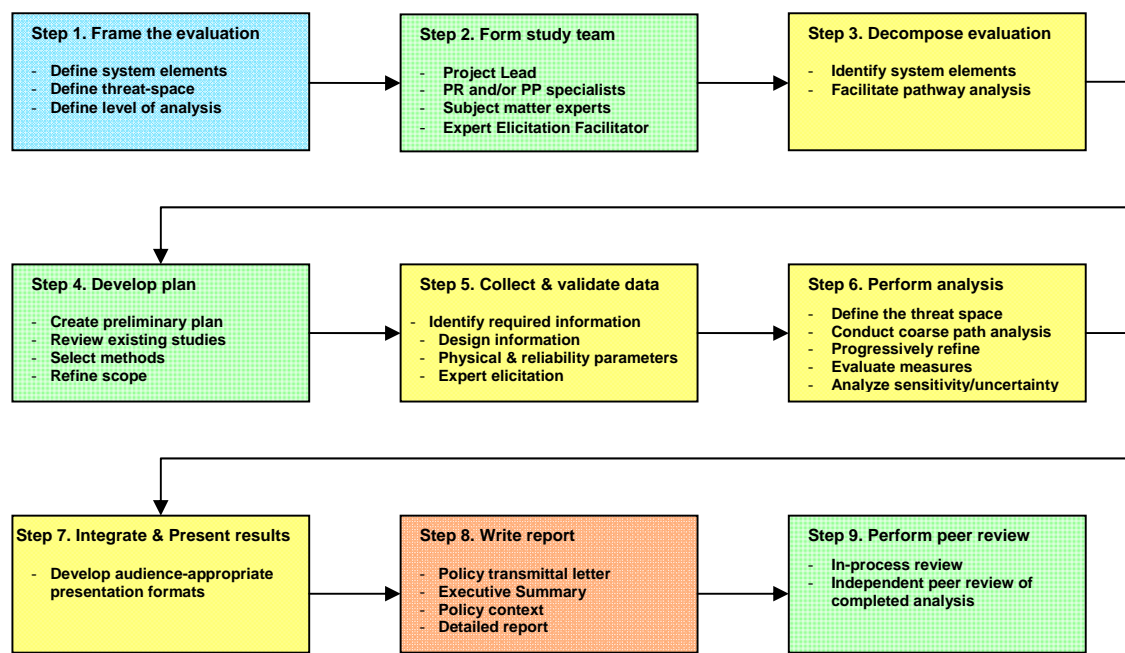 Step 1. Frame the evaluation
- Define system elements
- Define threat-space
- Define level of analysis
Step 2. Form study team
- Project Lead
- PR and/or PP specialists
- Subject matter experts
- Expert Elicitation Facilitator
Step 3. Decompose evaluation
- Identify system elements
- Facilitate pathway analysis
Step 4. Develop plan
- Create preliminary plan
- Review existing studies
- Select methods
- Refine scope
Step 5. Collect & validate data
- Identify required information
- Design information
- Physical & reliability parameters
- Expert elicitation
Step 6. Perform analysis
- Define the threat space
- Conduct coarse path analysis
- Progressively refine
- Evaluate measures
- Analyze sensitivity/uncertainty
Step 7. Integrate & Present results
- Develop audience-appropriate
presentation formats
Step 8. Write report
- Policy transmittal letter
- Executive Summary
- Policy context
- Detailed report
Step 9. Perform peer review
- In-process review
- Independent peer review of
completed analysis